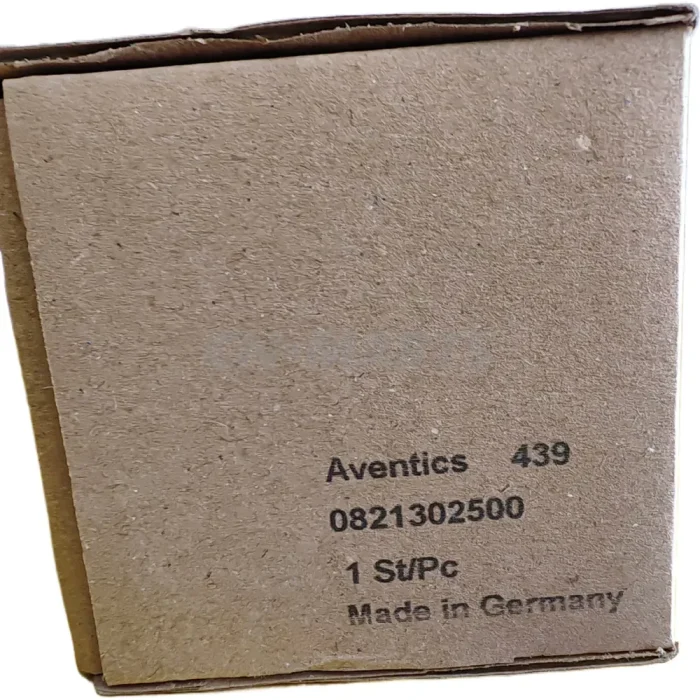 Aventics 439
0821302500
1 St/Pc
Made in Germany